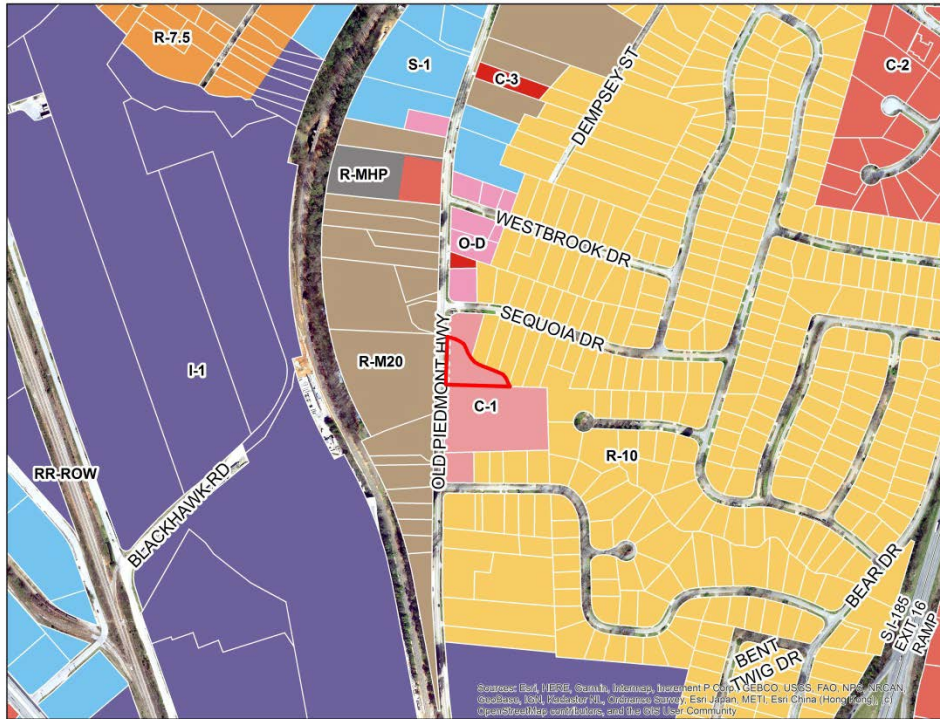 R-7.5
S-1
C-3
C-2
DEMPSEY ST
R-MHP
WESTBROOK DR
O-D
SEQUOIA DR
OLD PIEDMONT HWY
R-M20
I-1
C-1
R-10
RR-ROW
BLACKHAWK RD
BEAR DR
S I-185
EXIT 16
RAMP
BENT
TWIG DR
Sources: Esri, HERE, Garmin, Intermap, increment P Corp., GEBCO, USGS, FAO, NPS, NRCAN,
GeoBase, IGN, Kadaster NL, Ordnance Survey, Esri Japan, METI, Esri China (Hong Kong), (c)
OpenStreetMap contributors, and the GIS User Community